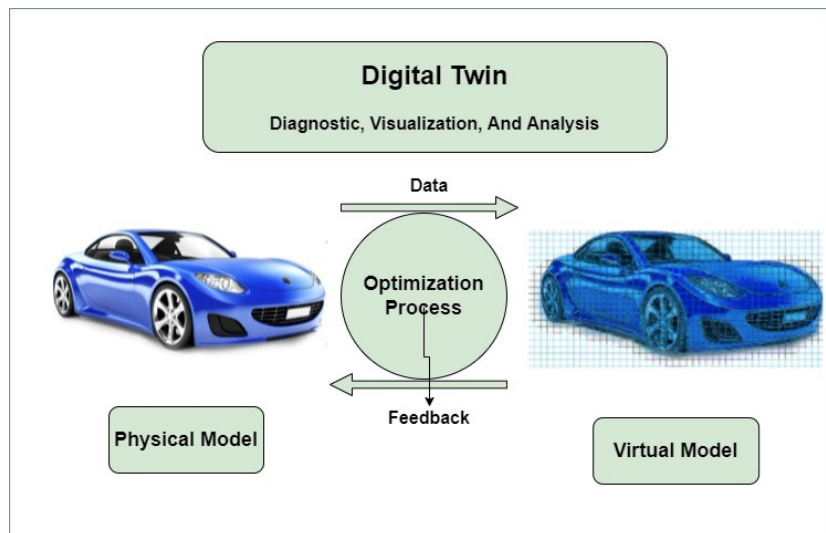 Digital Twin
Diagnostic, Visualization, And Analysis
Data
Optimization
Process
Feedback
Physical Model
Virtual Model